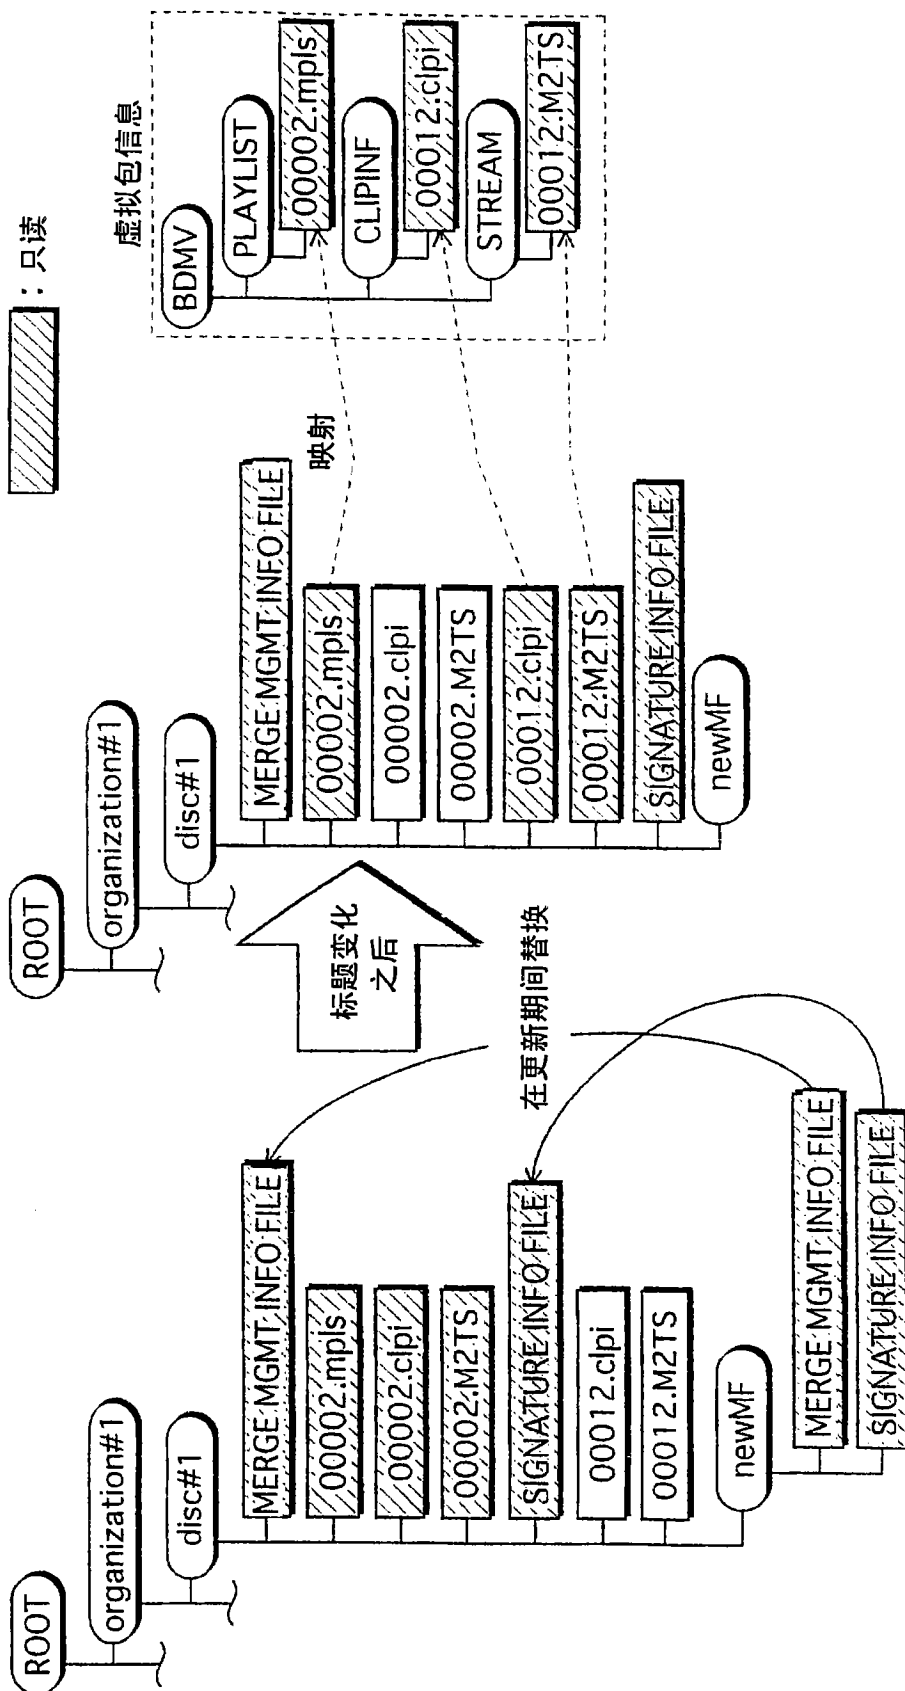 ROOT
organization#1
disc#1
MERGE MGMT INFO FILE
00002.mpls
00002.clpi
00002.M2TS
SIGNATURE INFO FILE
00012.clpi
00012.M2TS
newMF
MERGE MGMT INFO FILE
SIGNATURE INFO FILE
在更新期间替换
标题变化
之后
ROOT
organization#1
disc#1
MERGE MGMT INFO FILE
00002.mpls
00002.clpi
00002.M2TS
00012.clpi
00012.M2TS
SIGNATURE INFO FILE
newMF
映射
：只读
虚拟包信息
BDMV
PLAYLIST
00002.mpls
CLIPINF
00012.clpi
STREAM
00012.M2TS